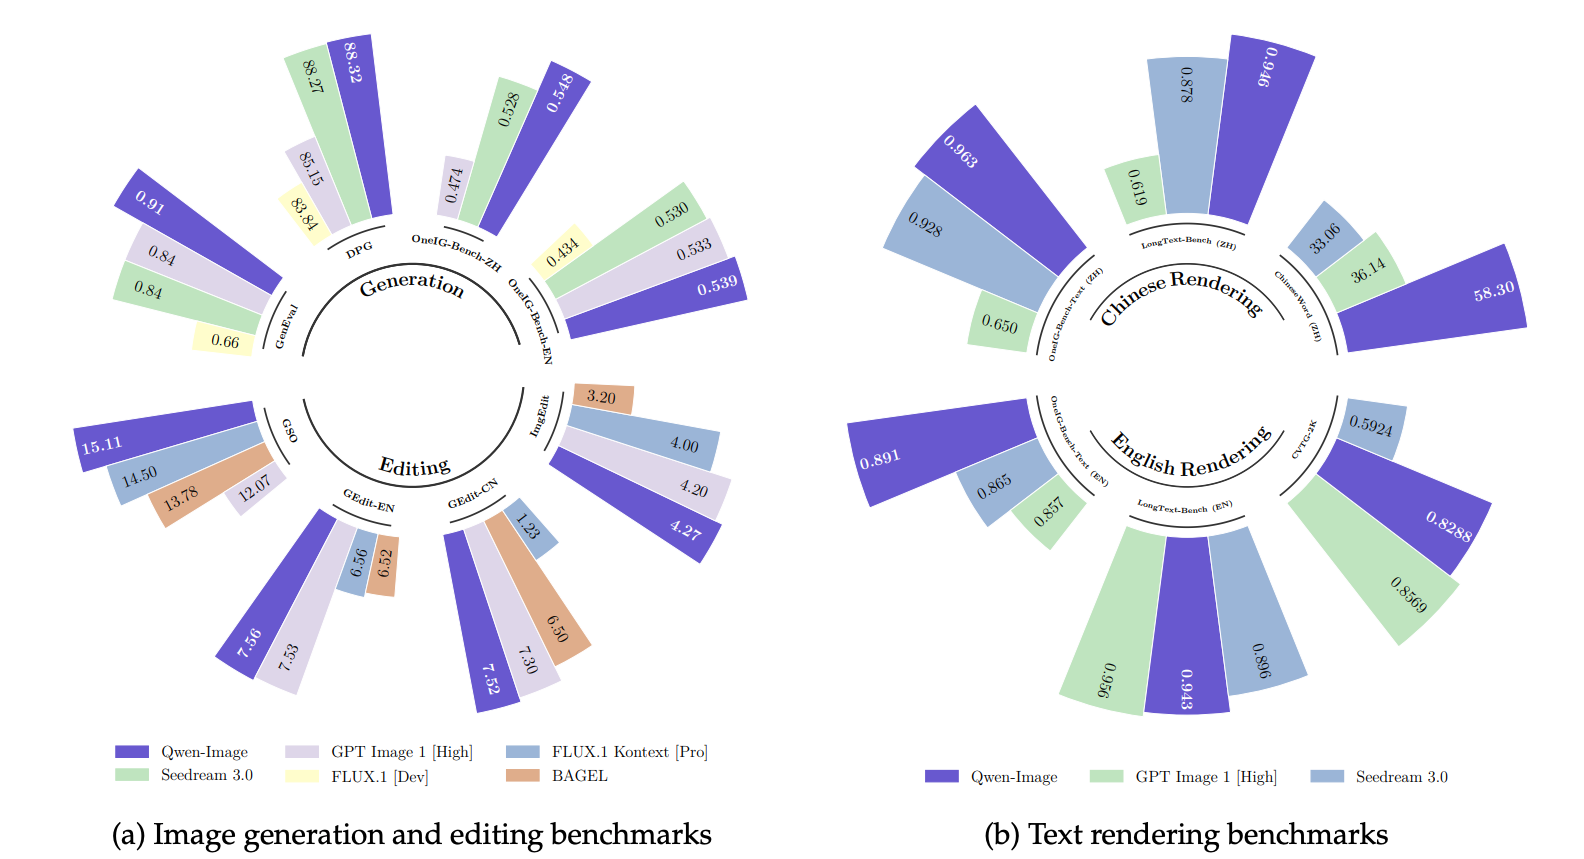 88.32
88.27
85.15
83.84
DPG
0.548
0.528
0.474
OneIG-Bench-ZH
0.91
0.84
0.84
0.66
GenEval
0.530
0.533
0.539
0.434
OneIG-Bench-EN
Generation
Editing
15.11
14.50
13.78
12.07
GSO
3.20
4.00
4.20
4.27
ImgEdit
7.56
7.53
6.56
6.52
GEdit-EN
7.52
7.30
6.50
1.23
GEdit-CN
Qwen-Image
GPT Image 1 [High]
FLUX.1 Kontext [Pro]
Seedream 3.0
FLUX.1 [Dev]
BAGEL
(a) Image generation and editing benchmarks
0.946
0.878
0.619
LongText-Bench (ZH)
0.963
0.928
0.650
OneIG-Bench-Text (ZH)
33.06
36.14
58.30
ChineseWord (ZH)
Chinese Rendering
English Rendering
0.891
0.865
0.857
OneIG-Bench-Text (EN)
0.5924
0.8288
0.8569
CVTG-2K
LongText-Bench (EN)
0.956
0.943
0.896
Qwen-Image
GPT Image 1 [High]
Seedream 3.0
(b) Text rendering benchmarks